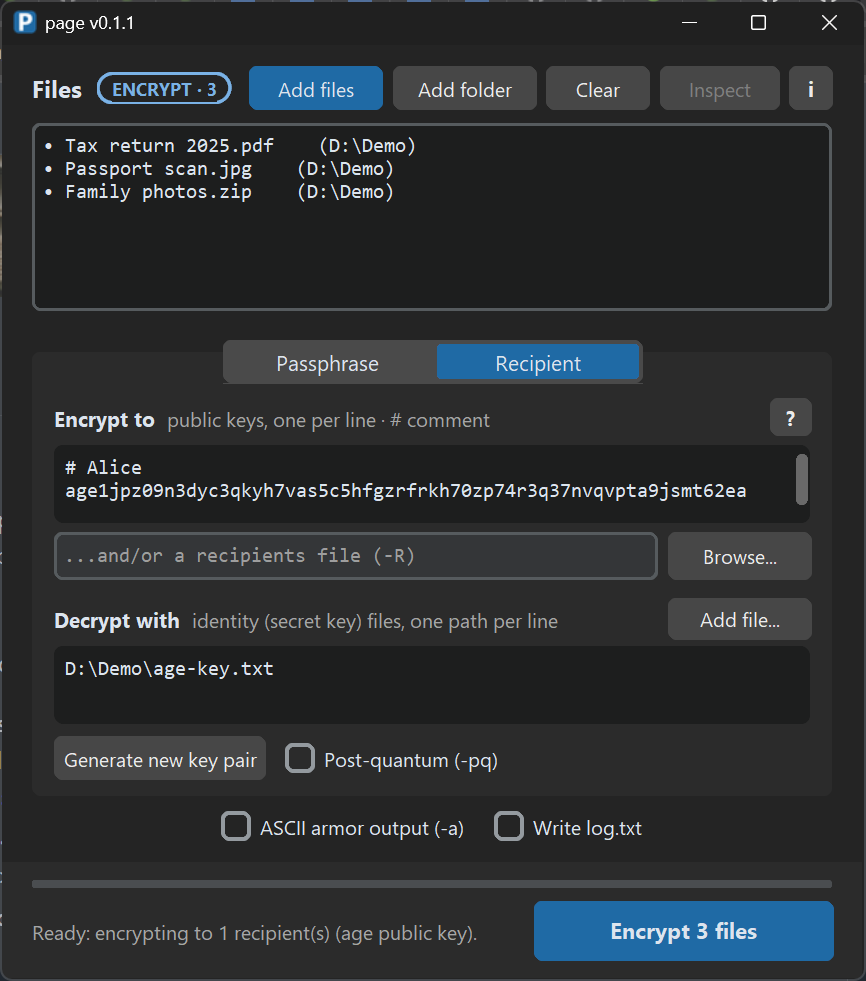 P page v0.1.1
Files ENCRYPT · 3 Add files Add folder Clear Inspect i
• Tax return 2025.pdf (D:\Demo)
• Passport scan.jpg (D:\Demo)
• Family photos.zip (D:\Demo)
Passphrase Recipient
Encrypt to public keys, one per line · # comment ?
# Alice
age1jpz09n3dyc3qkyh7vas5c5hfgzrfrkh70zp74r3q37nvqvpta9jsmt62ea
...and/or a recipients file (-R) Browse...
Decrypt with identity (secret key) files, one path per line Add file...
D:\Demo\age-key.txt
Generate new key pair Post-quantum (-pq)
ASCII armor output (-a) Write log.txt
Ready: encrypting to 1 recipient(s) (age public key). Encrypt 3 files